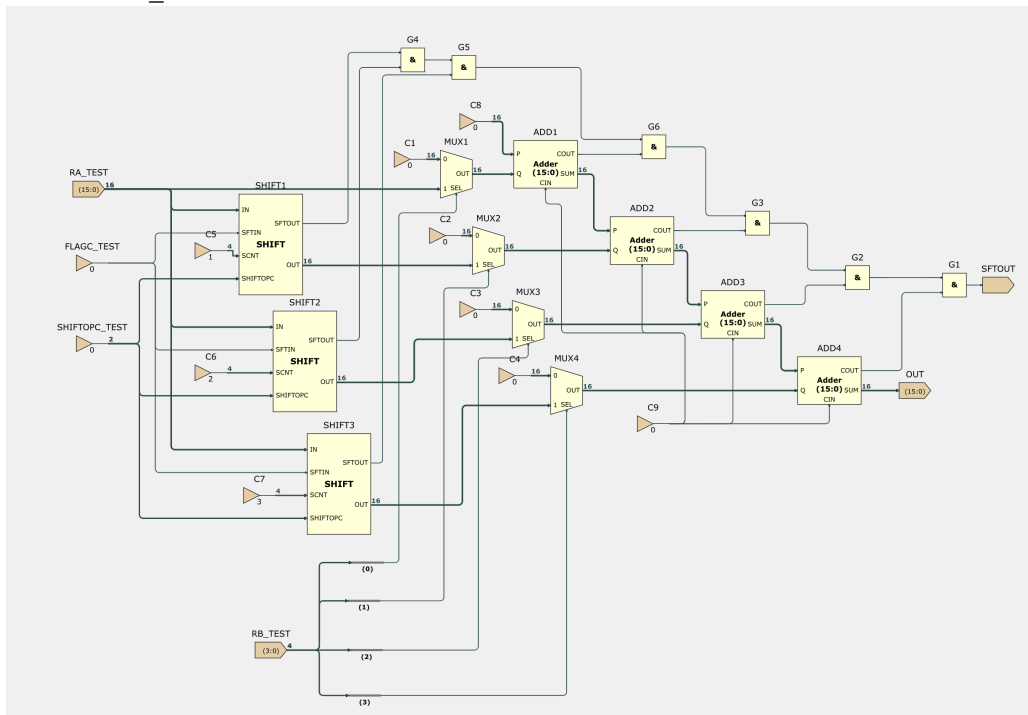 G4
G5
&
&
C8
16
0
ADD1
G6
C1
16
0
0
MUX1
OUT
16
1 SEL
P
COUT
Adder
(15:0)
Q
SUM
16
CIN
&
RA_TEST
(15:0)
16
SHIFT1
IN
SFTOUT
SFTIN
SHIFT
SCNT
OUT
16
SHIFTOPC
C5
4
1
FLAGC_TEST
0
C2
16
0
0
MUX2
OUT
16
1 SEL
ADD2
P
COUT
Adder
(15:0)
Q
SUM
16
CIN
G3
&
G2
&
G1
&
SFTOUT
SHIFTOPC_TEST
2
0
SHIFT2
IN
SFTOUT
SFTIN
SHIFT
SCNT
OUT
16
SHIFTOPC
C6
4
2
C3
16
0
0
MUX3
OUT
16
1 SEL
ADD3
P
COUT
Adder
(15:0)
Q
SUM
16
CIN
C4
16
0
0
MUX4
OUT
16
1 SEL
ADD4
P
COUT
Adder
(15:0)
Q
SUM
16
CIN
OUT
(15:0)
C9
0
SHIFT3
IN
SFTOUT
SFTIN
SHIFT
SCNT
OUT
16
SHIFTOPC
C7
4
3
(0)
(1)
RB_TEST
(3:0)
4
(2)
(3)